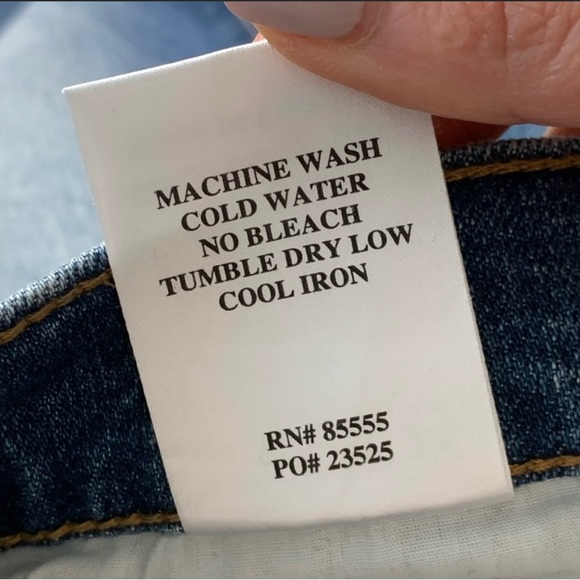 MACHINE WASH
COLD WATER
NO BLEACH
TUMBLE DRY LOW
COOL IRON
RN# 85555
PO# 23525